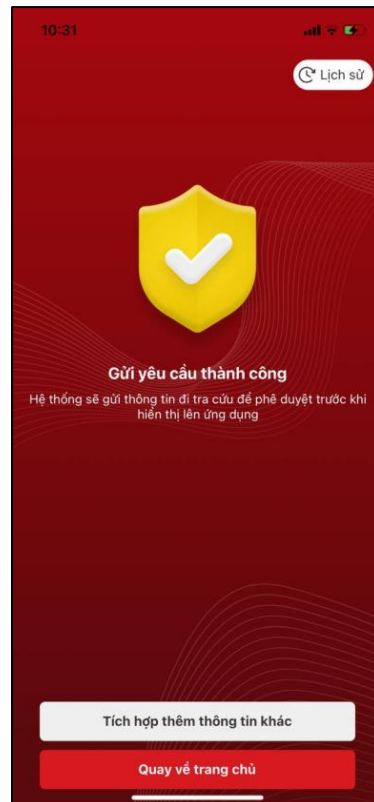 10:31
Lịch sử
Gửi yêu cầu thành công
Hệ thống sẽ gửi thông tin đi tra cứu để phê duyệt trước khi
hiển thị lên ứng dụng
Tích hợp thêm thông tin khác
Quay về trang chủ